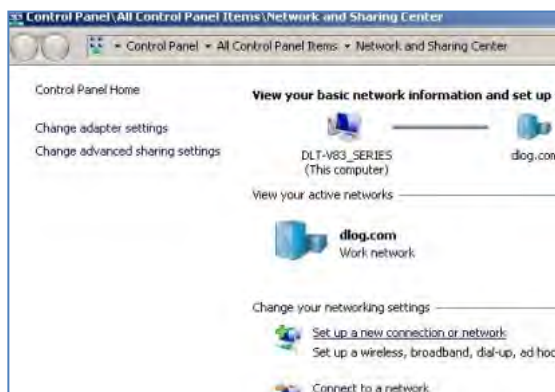 Control Panel\All Control Panel Items\Network and Sharing Center
Control Panel All Control Panel Items Network and Sharing Center
Control Panel Home
Change adapter settings
Change advanced sharing settings
View your basic network information and set up
DLT-V83_SERIES
(This computer)
dlog.com
View your active networks
dlog.com
Work network
Change your networking settings
Set up a new connection or network
Set up a wireless, broadband, dial-up, ad hoc
Connect to a network